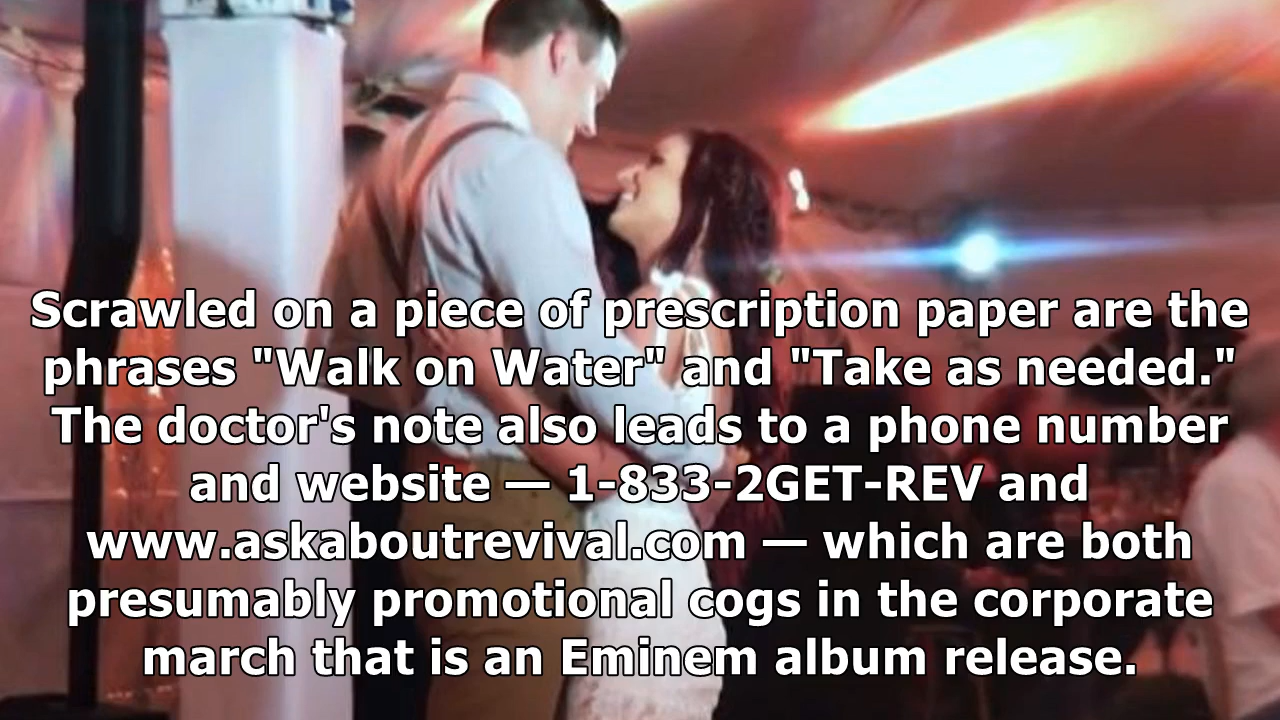 Scrawled on a piece of prescription paper are the
phrases "Walk on Water" and "Take as needed."
The doctor's note also leads to a phone number
and website — 1-833-2GET-REV and
www.askaboutrevival.com — which are both
presumably promotional cogs in the corporate
march that is an Eminem album release.